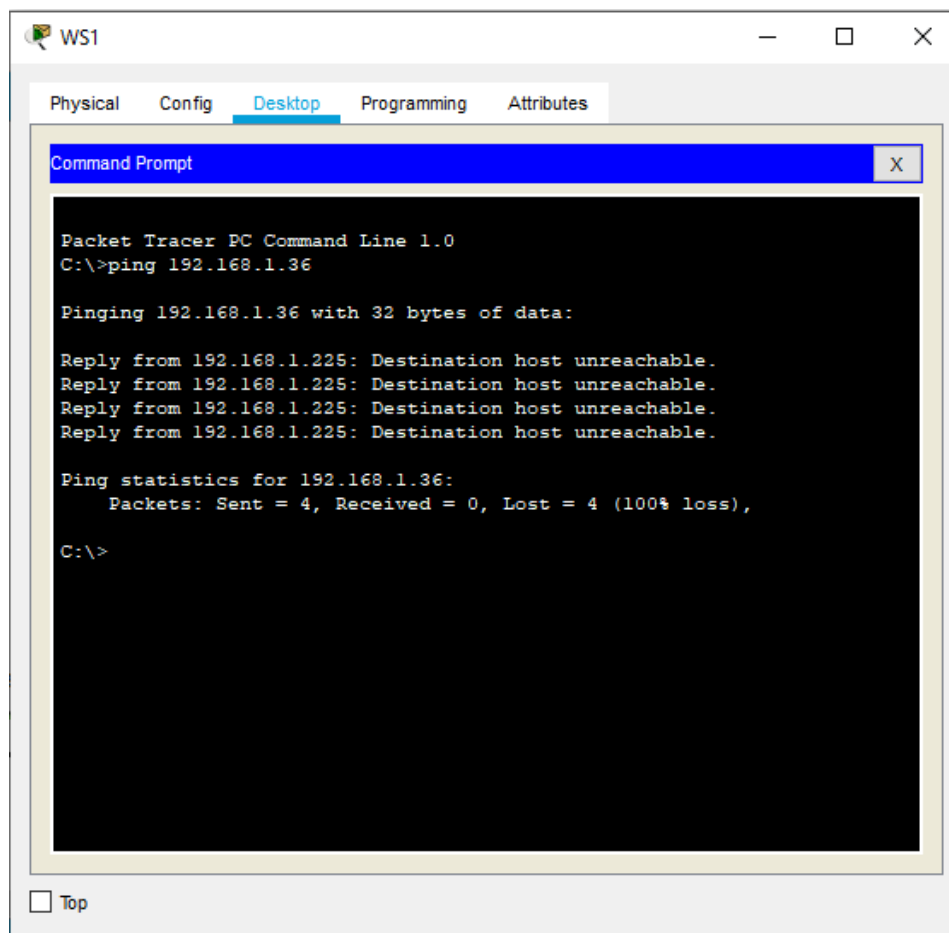 WS1
Physical Config Desktop Programming Attributes
Command Prompt
X
Packet Tracer PC Command Line 1.0
C:\>ping 192.168.1.36
Pinging 192.168.1.36 with 32 bytes of data:
Reply from 192.168.1.225: Destination host unreachable.
Reply from 192.168.1.225: Destination host unreachable.
Reply from 192.168.1.225: Destination host unreachable.
Reply from 192.168.1.225: Destination host unreachable.
Ping statistics for 192.168.1.36:
Packets: Sent = 4, Received = 0, Lost = 4 (100% loss),
C:\>
Top